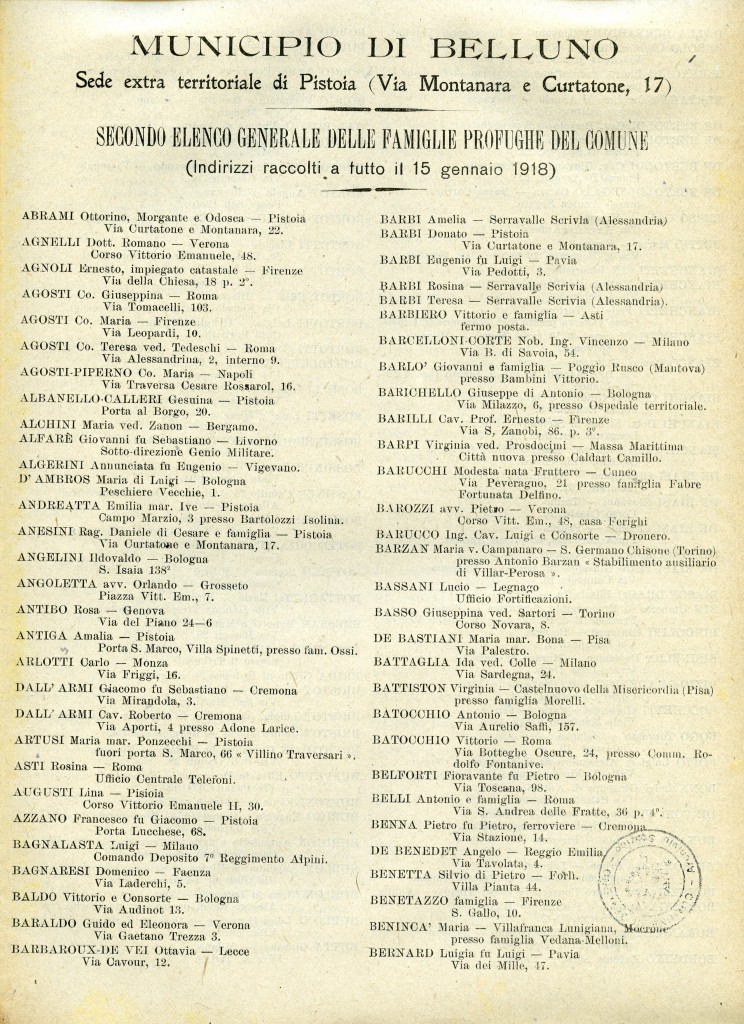 MUNICIPIO DI BELLUNO
Sede extra territoriale di Pistoia (Via Montanara e Curtatone, 17)
SECONDO ELENCO GENERALE DELLE FAMIGLIE PROFUGHE DEL COMUNE
(Indirizzi raccolti a tutto il 15 gennaio 1918)
ABRAMI Ottorino, Morgante e Odosca — Pistoia
Via Curtatone e Montanara, 22.
AGNELLI Dott. Romano — Verona
Corso Vittorio Emanuele, 48.
AGNOLI Ernesto, impiegato catastale — Firenze
Via della Chiesa, 18 p. 2º.
AGOSTI Co. Giuseppina — Roma
Via Tomacelli, 103.
AGOSTI Co. Maria — Firenze
Via Leopardi, 10.
AGOSTI Co. Teresa ved. Tedeschi — Roma
Via Alessandrina, 2, interno 9.
AGOSTI-PIPERNO Co. Maria — Napoli
Via Traversa Cesare Rossarol, 16.
ALBANELLO-CALLERI Gesuina — Pistoia
Porta al Borgo, 20.
ALCHINI Maria ved. Zanon — Bergamo.
ALFARÈ Giovanni fu Sebastiano — Livorno
Sotto-direzione Genio Militare.
ALGERINI Annunciata fu Eugenio — Vigevano.
D' AMBROS Maria di Luigi — Bologna
Peschiere Vecchie, 1.
ANDREATTA Emilia mar. Ive — Pistoia
Campo Marzio, 3 presso Bartolozzi Isolina.
ANESINI Rag. Daniele di Cesare e famiglia — Pistoia
Via Curtatone e Montanara, 17.
ANGELINI Ildovaldo — Bologna
S. Isaia 138²
ANGOLETTA avv. Orlando — Grosseto
Piazza Vitt. Em., 7.
ANTIBO Rosa — Genova
Via del Piano 24—6
ANTIGA Amalia — Pistoia
Porta S. Marco, Villa Spinetti, presso fam. Ossi.
ARLOTTI Carlo — Monza
Via Friggi, 16.
DALL' ARMI Giacomo fu Sebastiano — Cremona
Via Mirandola, 3.
DALL' ARMI Cav. Roberto — Cremona
Via Aporti, 4 presso Adone Larice.
ARTUSI Maria mar. Ponzecchi — Pistoia
fuori porta S. Marco, 66 « Villino Traversari ».
ASTI Rosina — Roma
Ufficio Centrale Telefoni.
AUGUSTI Lina — Pisioia
Corso Vittorio Emanuele II, 30.
AZZANO Francesco fu Giacomo — Pistoia
Porta Lucchese, 68.
BAGNALASTA Luigi — Milano
Comando Deposito 7º Reggimento Alpini.
BAGNARESI Domenico — Faenza
Via Laderchi, 5.
BALDO Vittorio e Consorte — Bologna
Via Audinot 13.
BARALDO Guido ed Eleonora — Verona
Via Gaetano Trezza 3.
BARBAROUX-DE VEI Ottavia — Lecce
Via Cavour, 12.
BARBI Amelia — Serravalle Scrivia (Alessandria)
BARBI Donato — Pistoia
Via Curtatone e Montanara, 17.
BARBI Eugenio fu Luigi — Pavia
Via Pedotti, 3.
BARBI Rosina — Serravalle Scrivia (Alessandria)
BARBI Teresa — Serravalle Scrivia (Alessandria).
BARBIERO Vittorio e famiglia — Asti
fermo posta.
BARCELLONI-CORTE Nob. Ing. Vincenzo — Milano
Via B. di Savoia, 54.
BARLO' Giovanni e famiglia — Poggio Rusco (Mantova)
presso Bambini Vittorio.
BARICHELLO Giuseppe di Antonio — Bologna
Via Milazzo, 6, presso Ospedale territoriale.
BARILLI Cav. Prof. Ernesto — Firenze
Via S. Zanobi, 86. p. 3º.
BARPI Virginia ved. Prosdocimi — Massa Marittima
Città nuova presso Caldart Camillo.
BARUCCHI Modesta nata Fruttero — Cuneo
Via Peveragno, 21 presso famiglia Fabre
Fortunata Delfino.
BAROZZI avv. Pietro — Verona
Corso Vitt. Em., 48, casa Ferighi
BARUCCO Ing. Cav. Luigi e Consorte — Dronero.
BARZAN Maria v. Campanaro — S. Germano Chisone (Torino)
presso Antonio Barzan « Stabilimento ausiliario
di Villar-Perosa ».
BASSANI Lucio — Legnago
Ufficio Fortificazioni.
BASSO Giuseppina ved. Sartori — Torino
Corso Novara, 8.
DE BASTIANI Maria mar. Bona — Pisa
Via Palestro.
BATTAGLIA Ida ved. Colle — Milano
Via Sardegna, 24.
BATTISTON Virginia — Castelnuovo della Misericordia (Pisa)
presso famiglia Morelli.
BATOCCHIO Antonio — Bologna
Via Aurelio Saffi, 157.
BATOCCHIO Vittorio — Roma
Via Botteghe Oscure, 24, presso Comm. Ro-
dolfo Fontanive.
BELFORTI Fioravante fu Pietro — Bologna
Via Toscana, 98.
BELLI Antonio e famiglia — Roma
Via S. Andrea delle Fratte, 36 p. 4º.
BENNA Pietro fu Pietro, ferroviere — Cremona
Via Stazione, 14.
DE BENEDET Angelo — Reggio Emilia
Via Tavolata, 4.
BENETTA Silvio di Pietro — Forlì.
Villa Pianta 44.
BENETAZZO famiglia — Firenze
S. Gallo, 10.
BENINCA' Maria — Villafranca Lunigiana, Mocrone
presso famiglia Vedana-Melloni.
BERNARD Luigia fu Luigi — Pavia
Via dei Mille, 47.